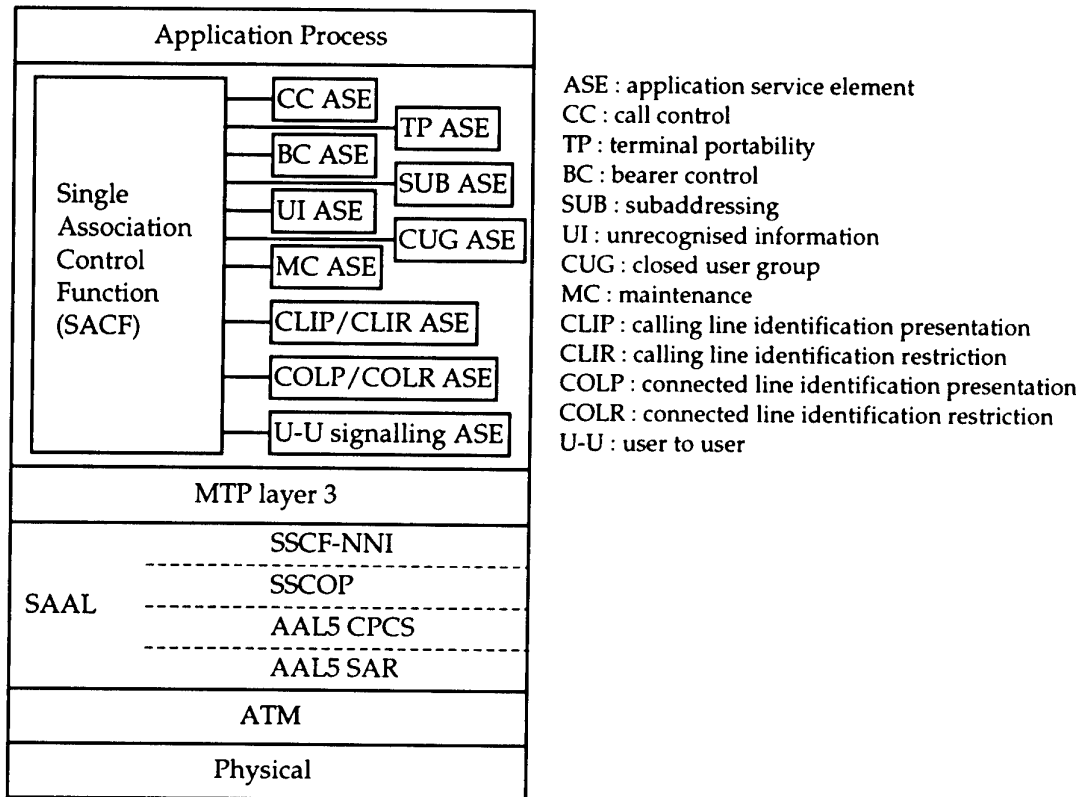 Application Process
CC ASE
TP ASE
BC ASE
SUB ASE
UI ASE
CUG ASE
MC ASE
CLIP/CLIR ASE
COLP/COLR ASE
U-U signalling ASE
Single
Association
Control
Function
(SACF)
MTP layer 3
SAAL
SSCF-NNI
SSCOP
AAL5 CPCS
AAL5 SAR
ATM
Physical
ASE : application service element
CC : call control
TP : terminal portability
BC : bearer control
SUB : subaddressing
UI : unrecognised information
CUG : closed user group
MC : maintenance
CLIP : calling line identification presentation
CLIR : calling line identification restriction
COLP : connected line identification presentation
COLR : connected line identification restriction
U-U : user to user